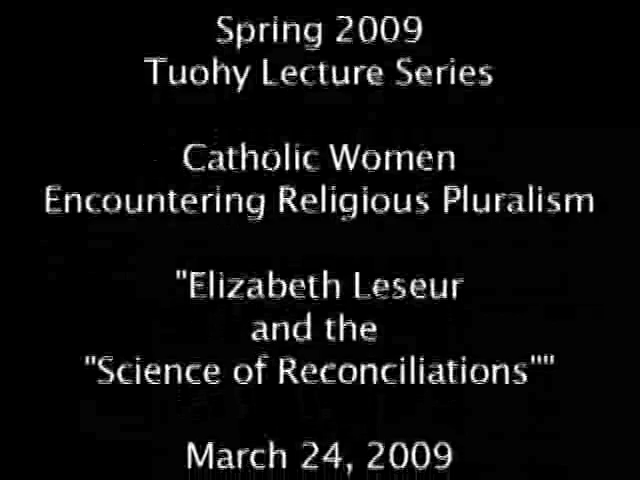 Spring 2009
Tuohy Lecture Series
Catholic Women
Encountering Religious Pluralism
"Elizabeth Leseur
and the
"Science of Reconciliations""
March 24, 2009